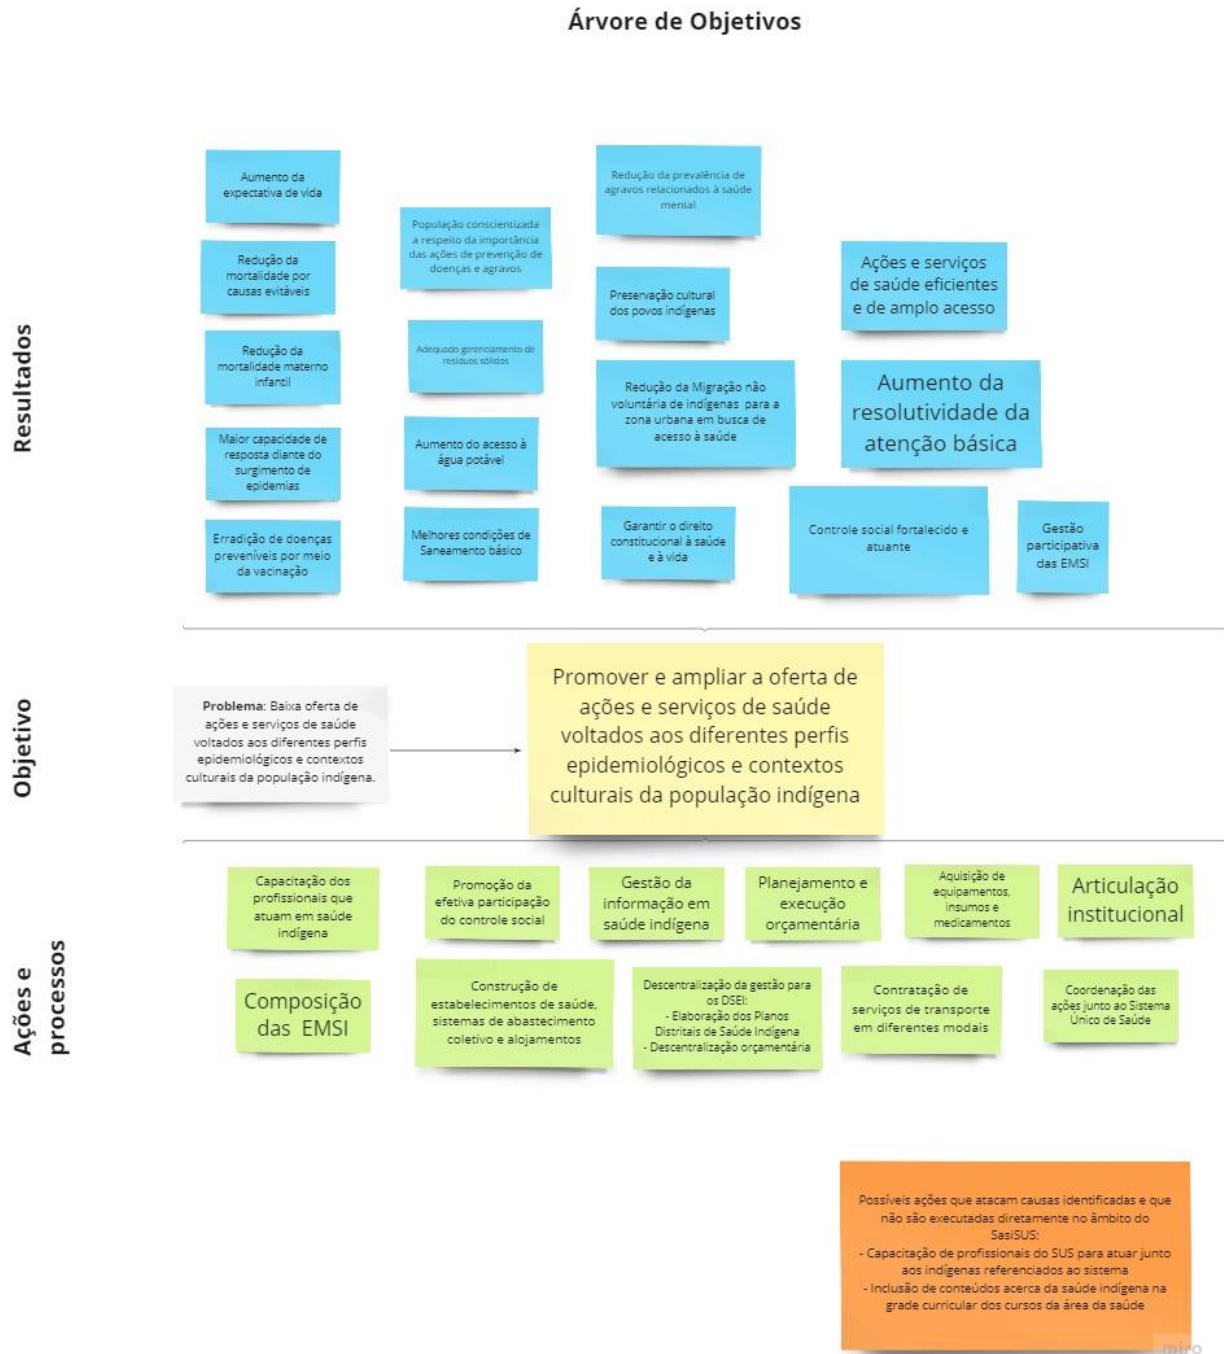 Árvore de Objetivos
Resultados
Aumento da
expectativa de vida
Redução da
mortalidade por
causas evitáveis
Redução da
mortalidade materno
infantil
Maior capacidade de
resposta diante do
surgimento de
epidemias
Erradição de doenças
preveníveis por meio
da vacinação
População conscientizada
a respeito da importância
das ações de prevenção de
doenças e agravos
Adequado gerenciamento de
resíduos sólidos
Aumento do acesso à
água potável
Melhores condições de
Saneamento básico
Redução da prevalência de
agravos relacionados à saúde
mental
Preservação cultural
dos povos indígenas
Redução da Migração não
voluntária de indígenas para a
zona urbana em busca de
acesso à saúde
Garantir o direito
constitucional à saúde
e à vida
Ações e serviços
de saúde eficientes
e de amplo acesso
Aumento da
resolutividade da
atenção básica
Controle social fortalecido e
atuante
Gestão
participativa
das EMSI
Objetivo
Problema: Baixa oferta de
ações e serviços de saúde
voltados aos diferentes perfis
epidemiológicos e contextos
culturais da população indígena.
Promover e ampliar a oferta de
ações e serviços de saúde
voltados aos diferentes perfis
epidemiológicos e contextos
culturais da população indígena
Ações e
processos
Capacitação dos
profissionais que
atuam em saúde
indígena
Promoção da
efetiva participação
do controle social
Gestão da
informação em
saúde indígena
Planejamento e
execução
orçamentária
Aquisição de
equipamentos,
insumos e
medicamentos
Articulação
institucional
Composição
das EMSI
Construção de
estabelecimentos de saúde,
sistemas de abastecimento
coletivo e alojamentos
Descentralização da gestão para
os DSEI:
- Elaboração dos Planos
Distritais de Saúde Indígena
- Descentralização orçamentária
Contratação de
serviços de transporte
em diferentes modais
Coordenação das
ações junto ao Sistema
Único de Saúde
Possíveis ações que atacam causas identificadas e que
não são executadas diretamente no âmbito do
SasiSUS:
- Capacitação de profissionais do SUS para atuar junto
aos indígenas referenciados ao sistema
- Inclusão de conteúdos acerca da saúde indígena na
grade curricular dos cursos da área da saúde
miro